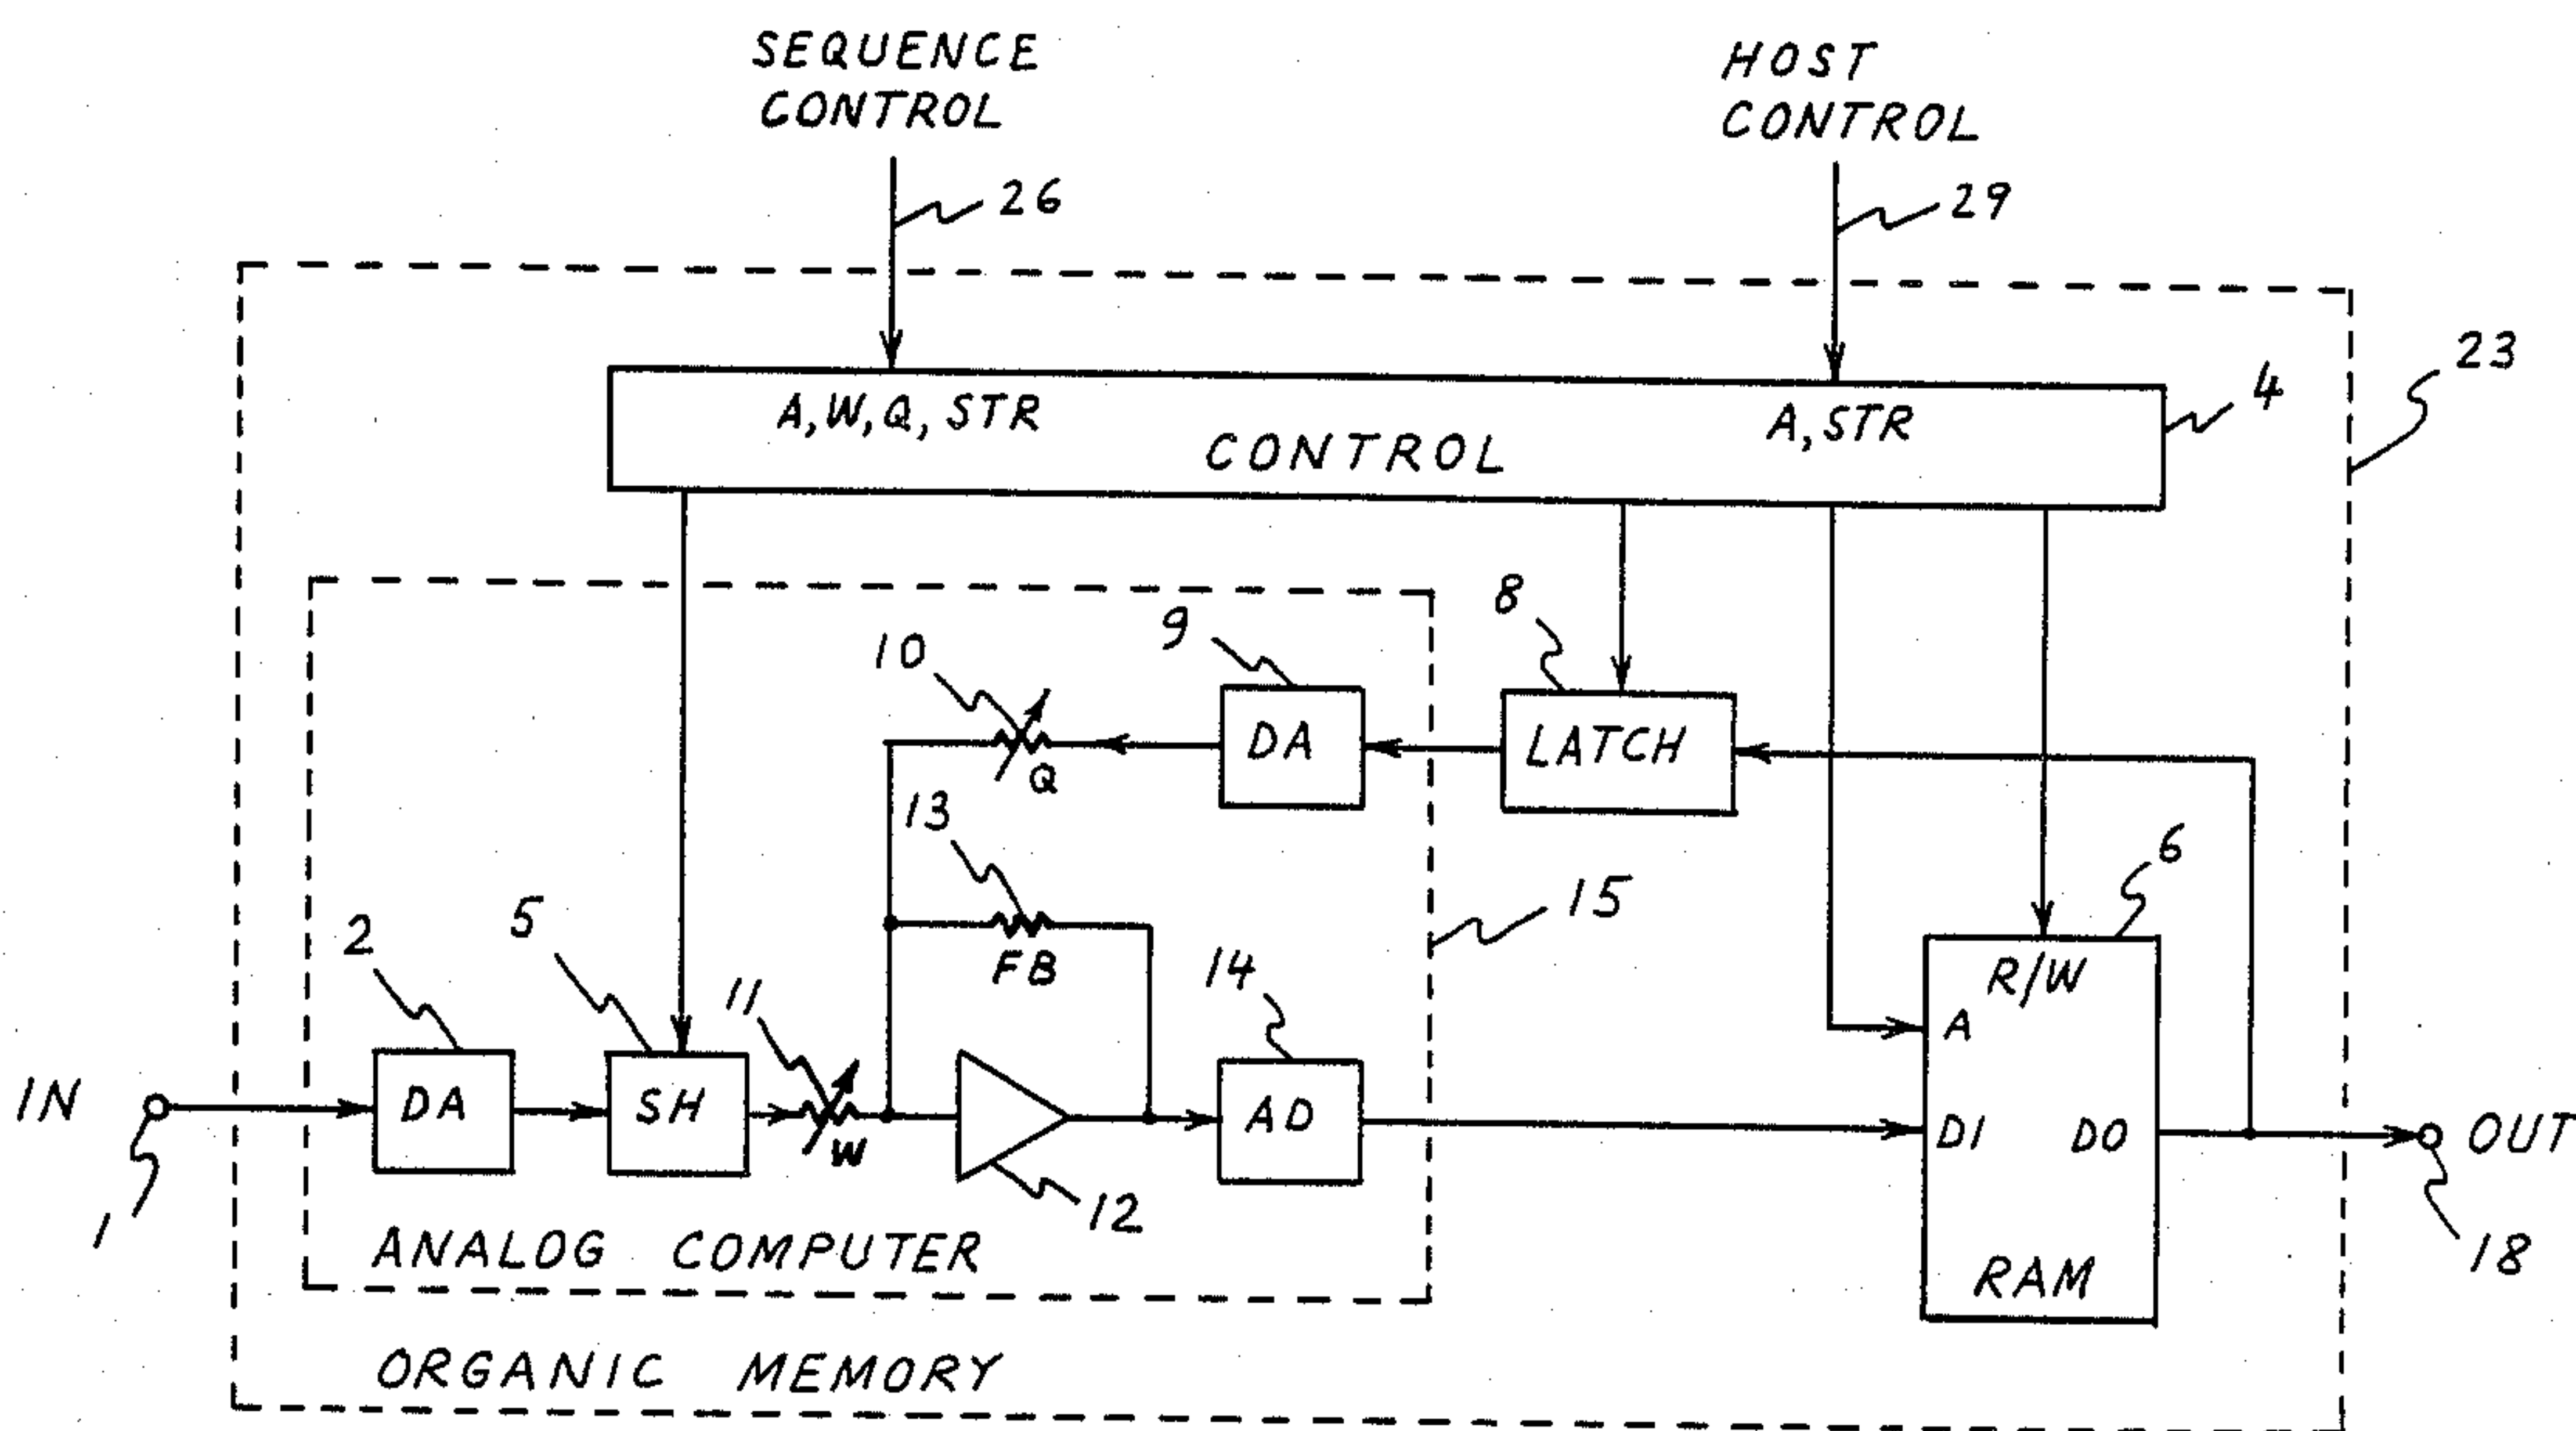 SEQUENCE
CONTROL
HOST
CONTROL
26
29
23
4
A, W, Q, STR
A, STR
CONTROL
8
9
10
DA
LATCH
Q
13
6
15
5
2
FB
14
11
R/W
A
IN
DA
SH
W
AD
DI
DO
OUT
1
12
18
ANALOG COMPUTER
RAM
ORGANIC MEMORY